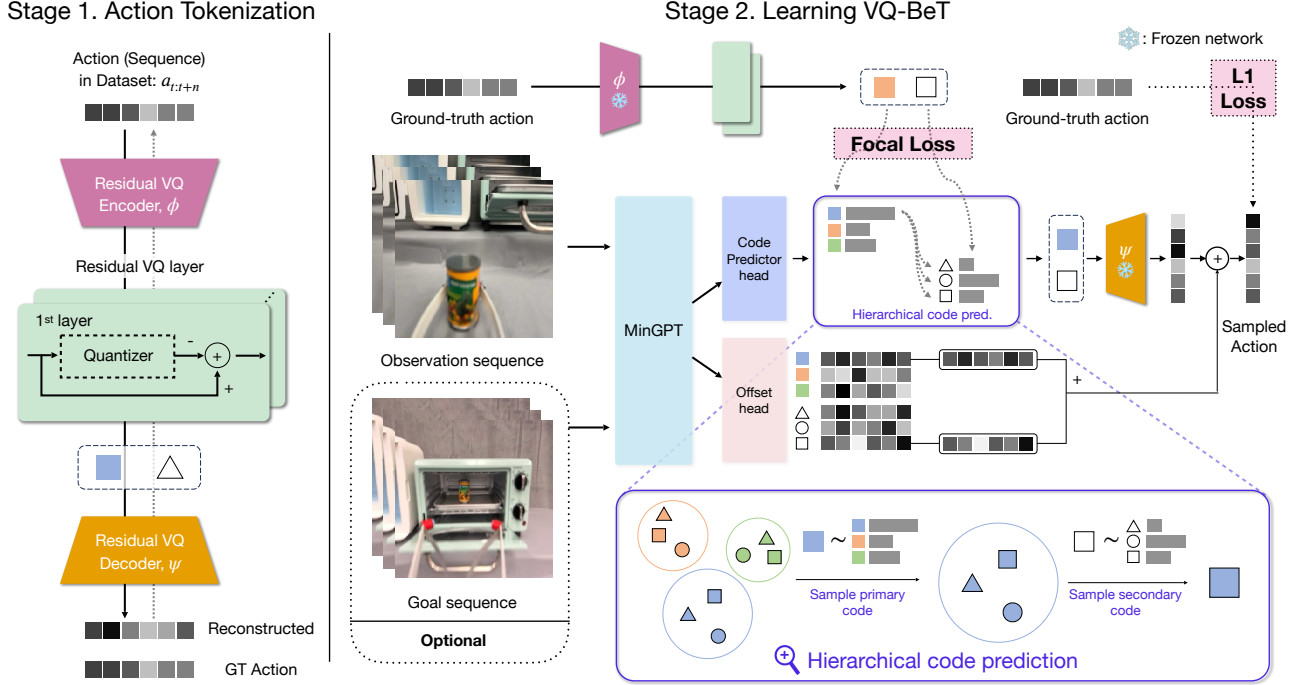 Stage 1. Action Tokenization
Action (Sequence)
in Dataset: a_{t:t+n}
Residual VQ
Encoder, ϕ
Residual VQ layer
1st layer
Quantizer
-
+
+
Residual VQ
Decoder, ψ
Reconstructed
GT Action
Stage 2. Learning VQ-BeT
: Frozen network
Ground-truth action
ϕ
Focal Loss
Ground-truth action
L1
Loss
Observation sequence
Goal sequence
Optional
MinGPT
Code
Predictor
head
Offset
head
Hierarchical code pred.
ψ
+
Sampled
Action
+
~
Sample primary
code
~
Sample secondary
code
Hierarchical code prediction